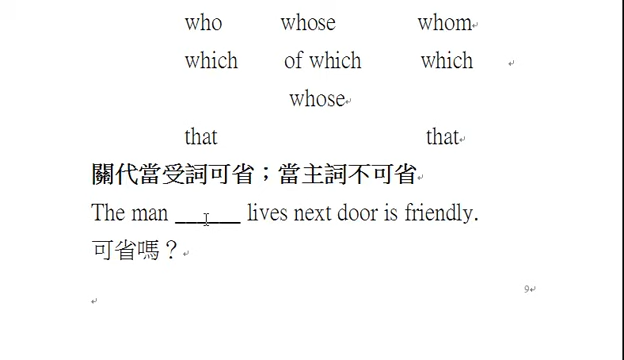 who whose whom
which of which which
whose
that that
關代當受詞可省；當主詞不可省
The man ______ lives next door is friendly.
可省嗎？
9